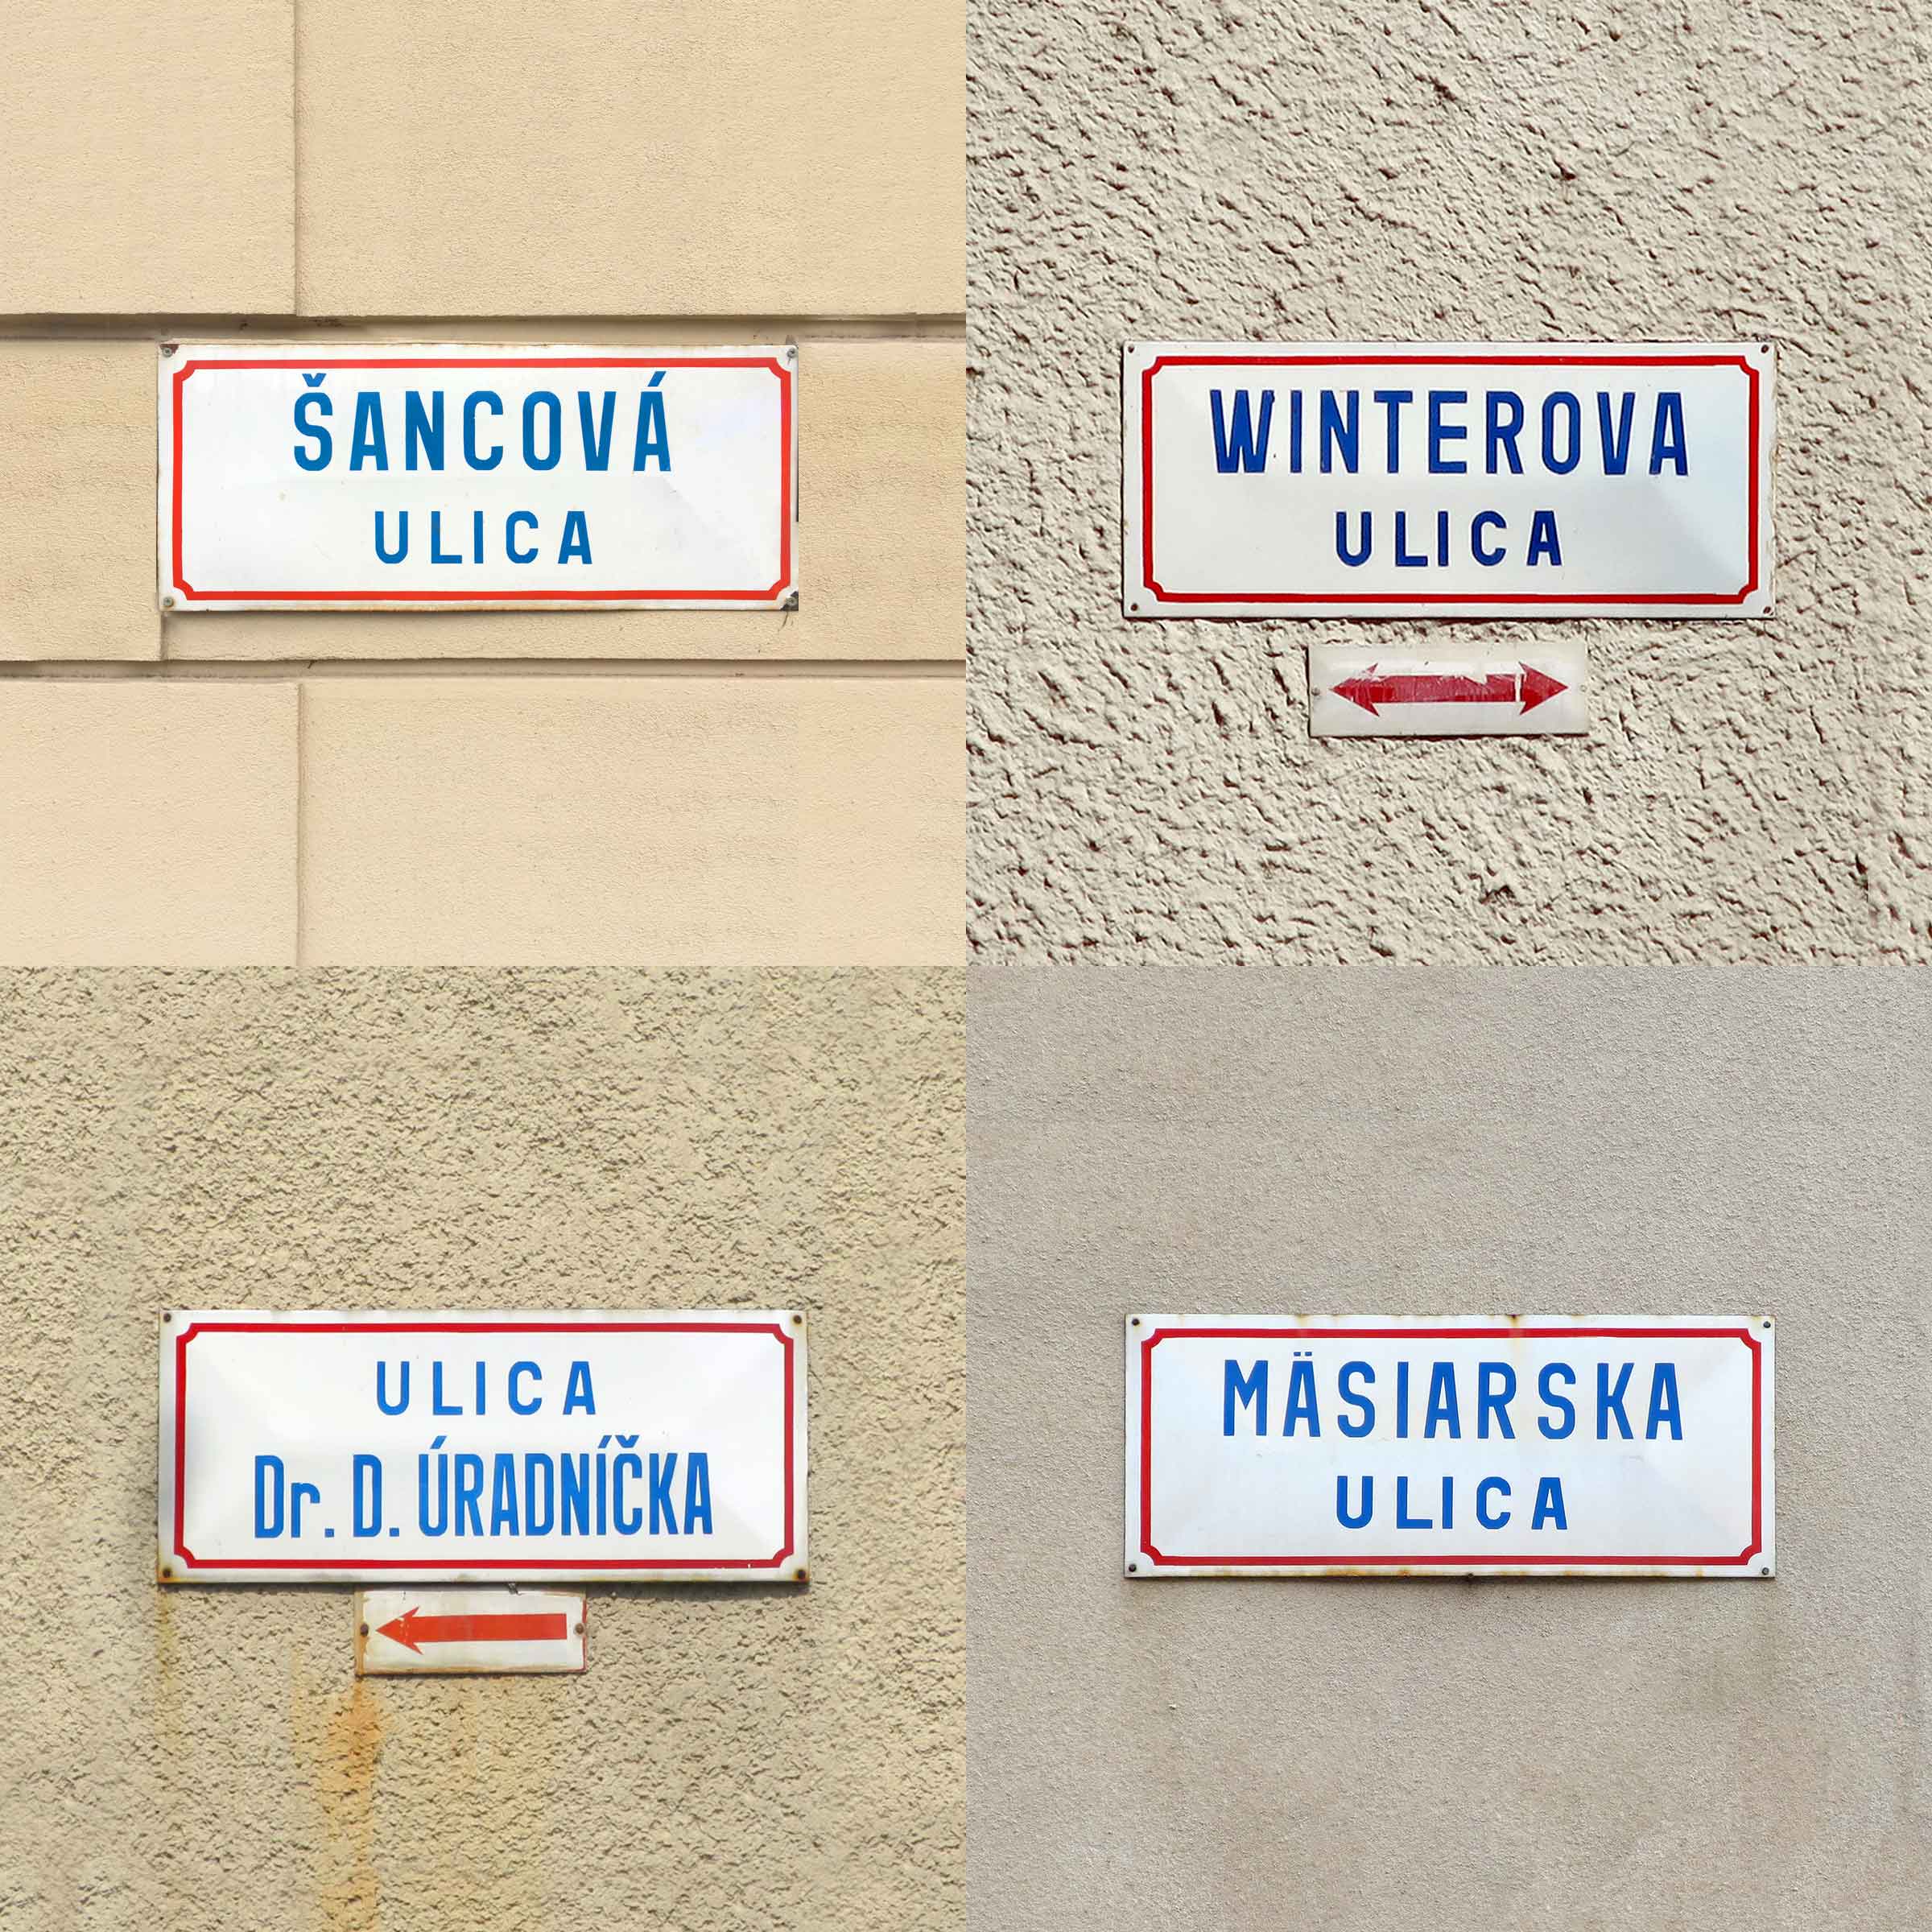 ŠANCOVÁ
ULICA
WINTEROVA
ULICA
ULICA
Dr. D. ÚRADNÍČKA
MÄSIARSKA
ULICA